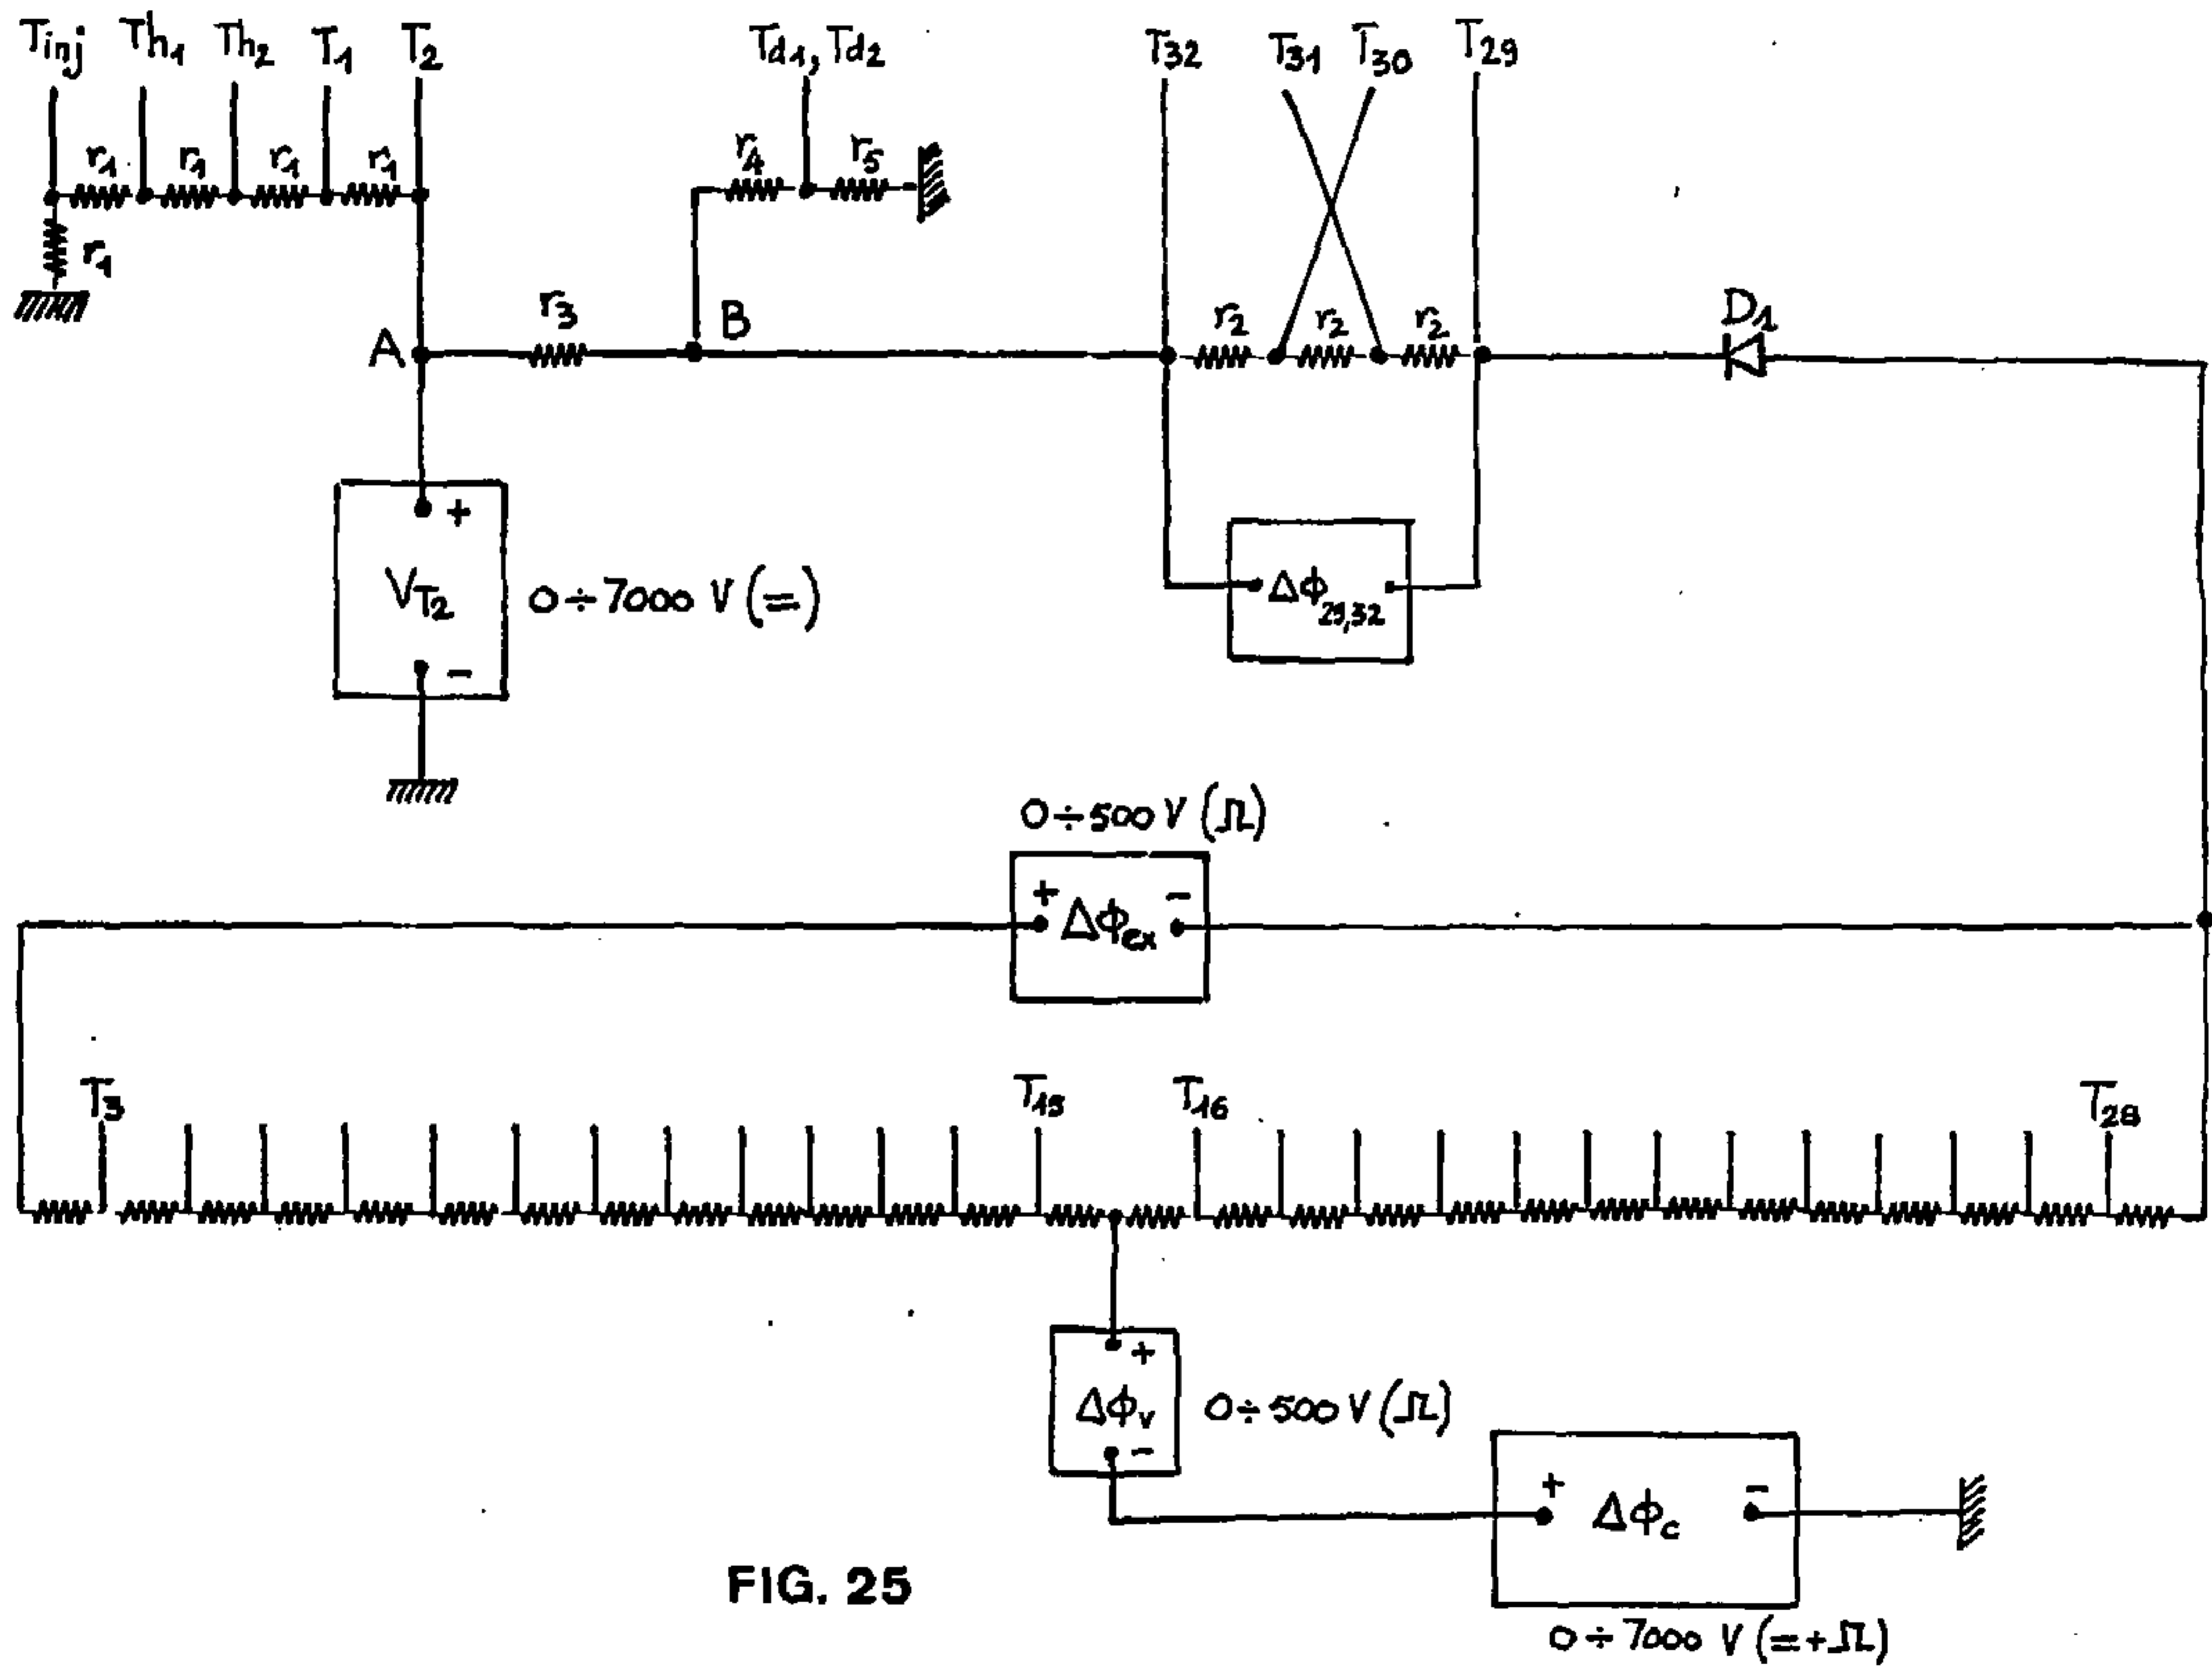 Tinj Th1 Th2 T1 T2 Td1, Td2 T32 T31 T30 T29
r1 r1 r1 r1 r4 r5
r1
A r3 B r2 r2 r2 D1
VT2 + - 0÷7000 V (=)
Δϕ29,32
0÷500 V (⎍)
+ Δϕex -
T3 T15 T16 T28
+ Δϕv - 0÷500 V (⎍)
+ Δϕc -
FIG. 25
0÷7000 V (=+⎍)